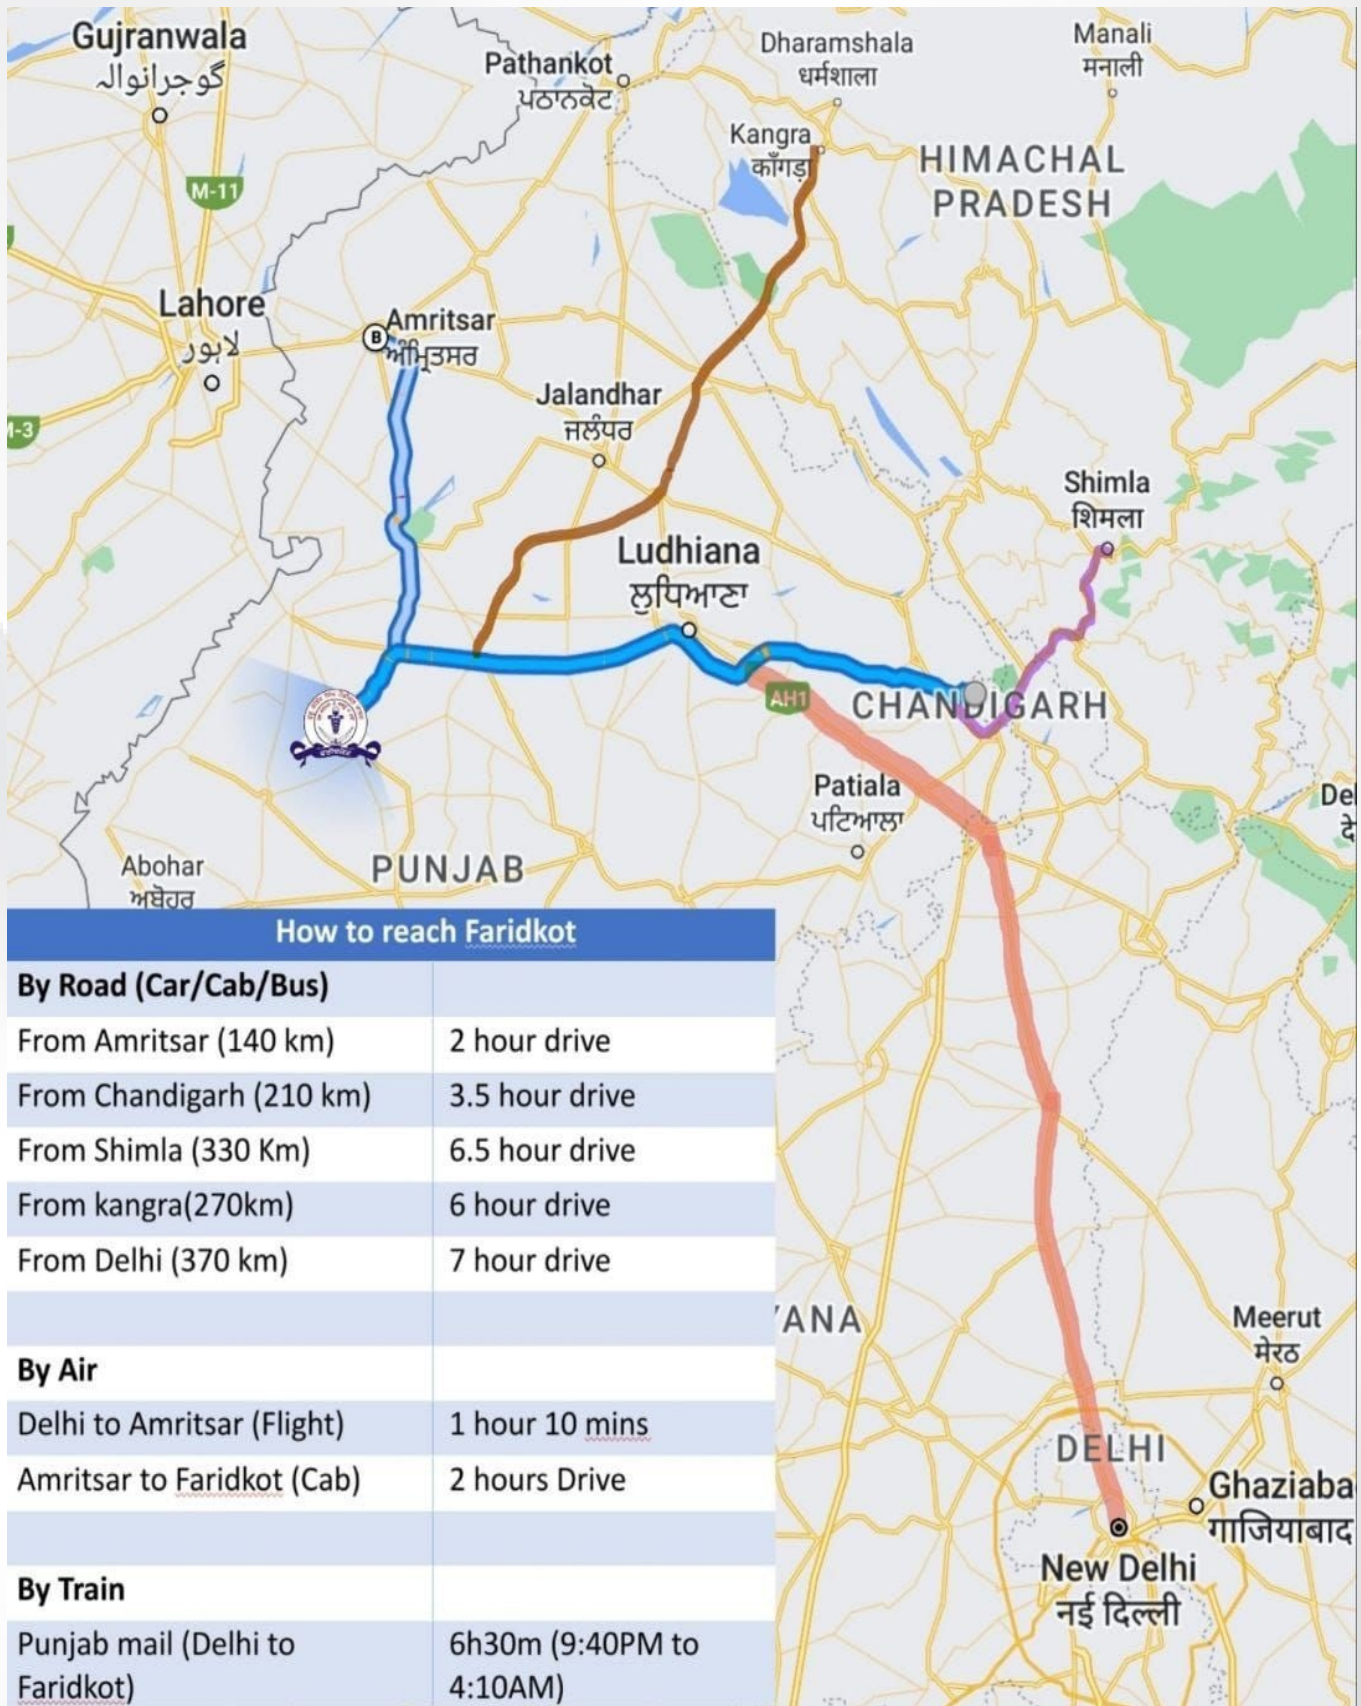 Gujranwala
گوجرانوالہ
Pathankot
ਪਠਾਨਕੋਟ
Dharamshala
धर्मशाला
Manali
मनाली
Kangra
काँगड़ा
HIMACHAL
PRADESH
M-11
Lahore
لاہور
Amritsar
B
ਅੰਮ੍ਰਿਤਸਰ
Jalandhar
ਜਲੰਧਰ
M-3
Shimla
शिमला
Ludhiana
ਲੁਧਿਆਣਾ
AH1
CHANDIGARH
Patiala
ਪਟਿਆਲਾ
Del
दे
Abohar
ਅਬੋਹਰ
PUNJAB
How to reach Faridkot
By Road (Car/Cab/Bus)
From Amritsar (140 km) 2 hour drive
From Chandigarh (210 km) 3.5 hour drive
From Shimla (330 Km) 6.5 hour drive
From kangra(270km) 6 hour drive
From Delhi (370 km) 7 hour drive
By Air
Delhi to Amritsar (Flight) 1 hour 10 mins
Amritsar to Faridkot (Cab) 2 hours Drive
By Train
Punjab mail (Delhi to Faridkot) 6h30m (9:40PM to 4:10AM)
YANA
Meerut
मेरठ
DELHI
Ghaziaba
गाजियाबाद
New Delhi
नई दिल्ली